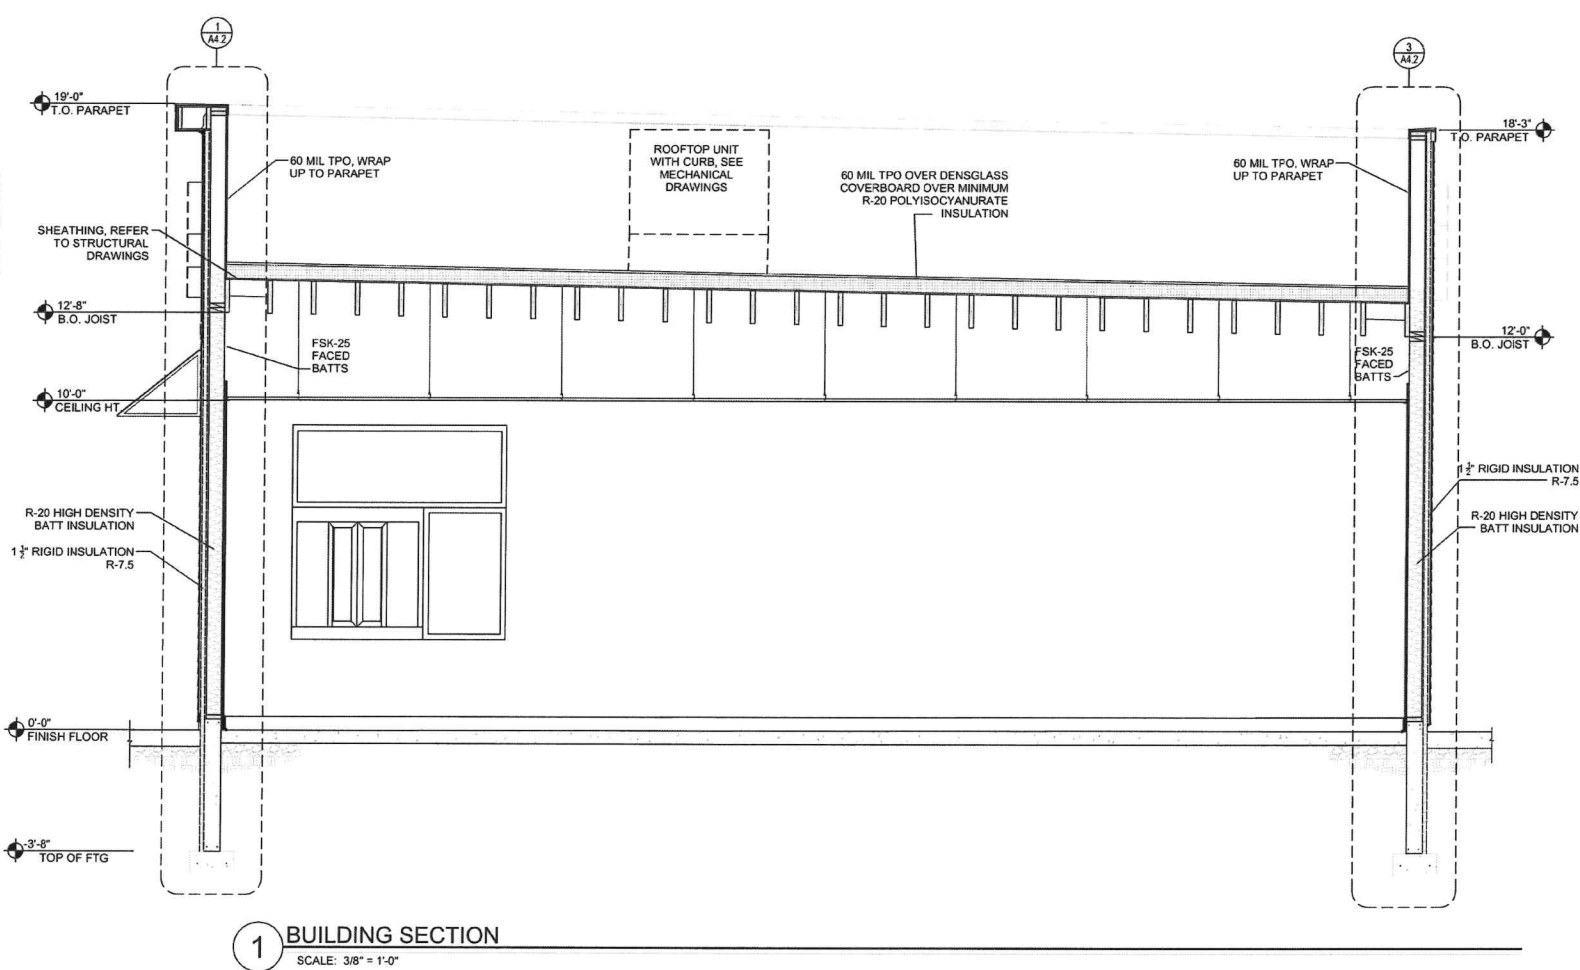 1
A4.2
3
A4.2
19'-0"
T.O. PARAPET
18'-3"
T.O. PARAPET
60 MIL TPO, WRAP
UP TO PARAPET
ROOFTOP UNIT
WITH CURB, SEE
MECHANICAL
DRAWINGS
60 MIL TPO OVER DENSGLASS
COVERBOARD OVER MINIMUM
R-20 POLYISOCYANURATE
INSULATION
60 MIL TPO, WRAP
UP TO PARAPET
SHEATHING, REFER
TO STRUCTURAL
DRAWINGS
12'-8"
B.O. JOIST
12'-0"
B.O. JOIST
FSK-25
FACED
BATTS
FSK-25
FACED
BATTS
10'-0"
CEILING HT.
1 ½" RIGID INSULATION
R-7.5
R-20 HIGH DENSITY
BATT INSULATION
R-20 HIGH DENSITY
BATT INSULATION
1 ½" RIGID INSULATION
R-7.5
0'-0"
FINISH FLOOR
-3'-8"
TOP OF FTG
1
BUILDING SECTION
SCALE: 3/8" = 1'-0"